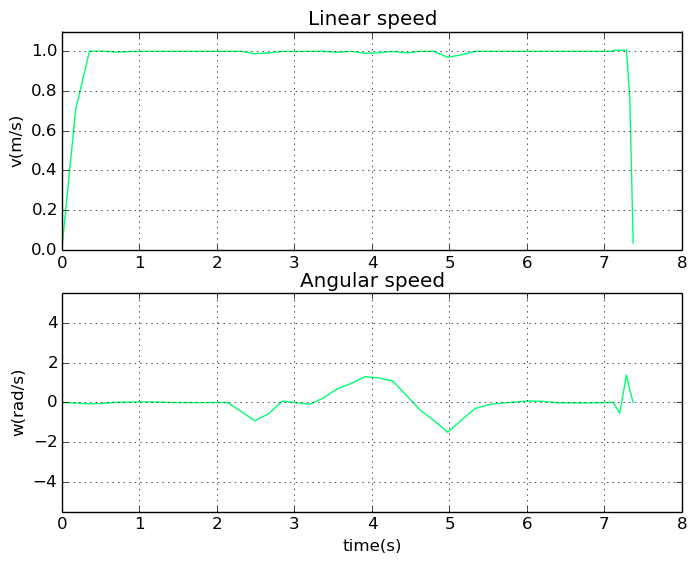 Linear speed
1.0
0.8
0.6
0.4
0.2
0.0
v(m/s)
0 1 2 3 4 5 6 7 8
Angular speed
4
2
0
−2
−4
w(rad/s)
0 1 2 3 4 5 6 7 8
time(s)